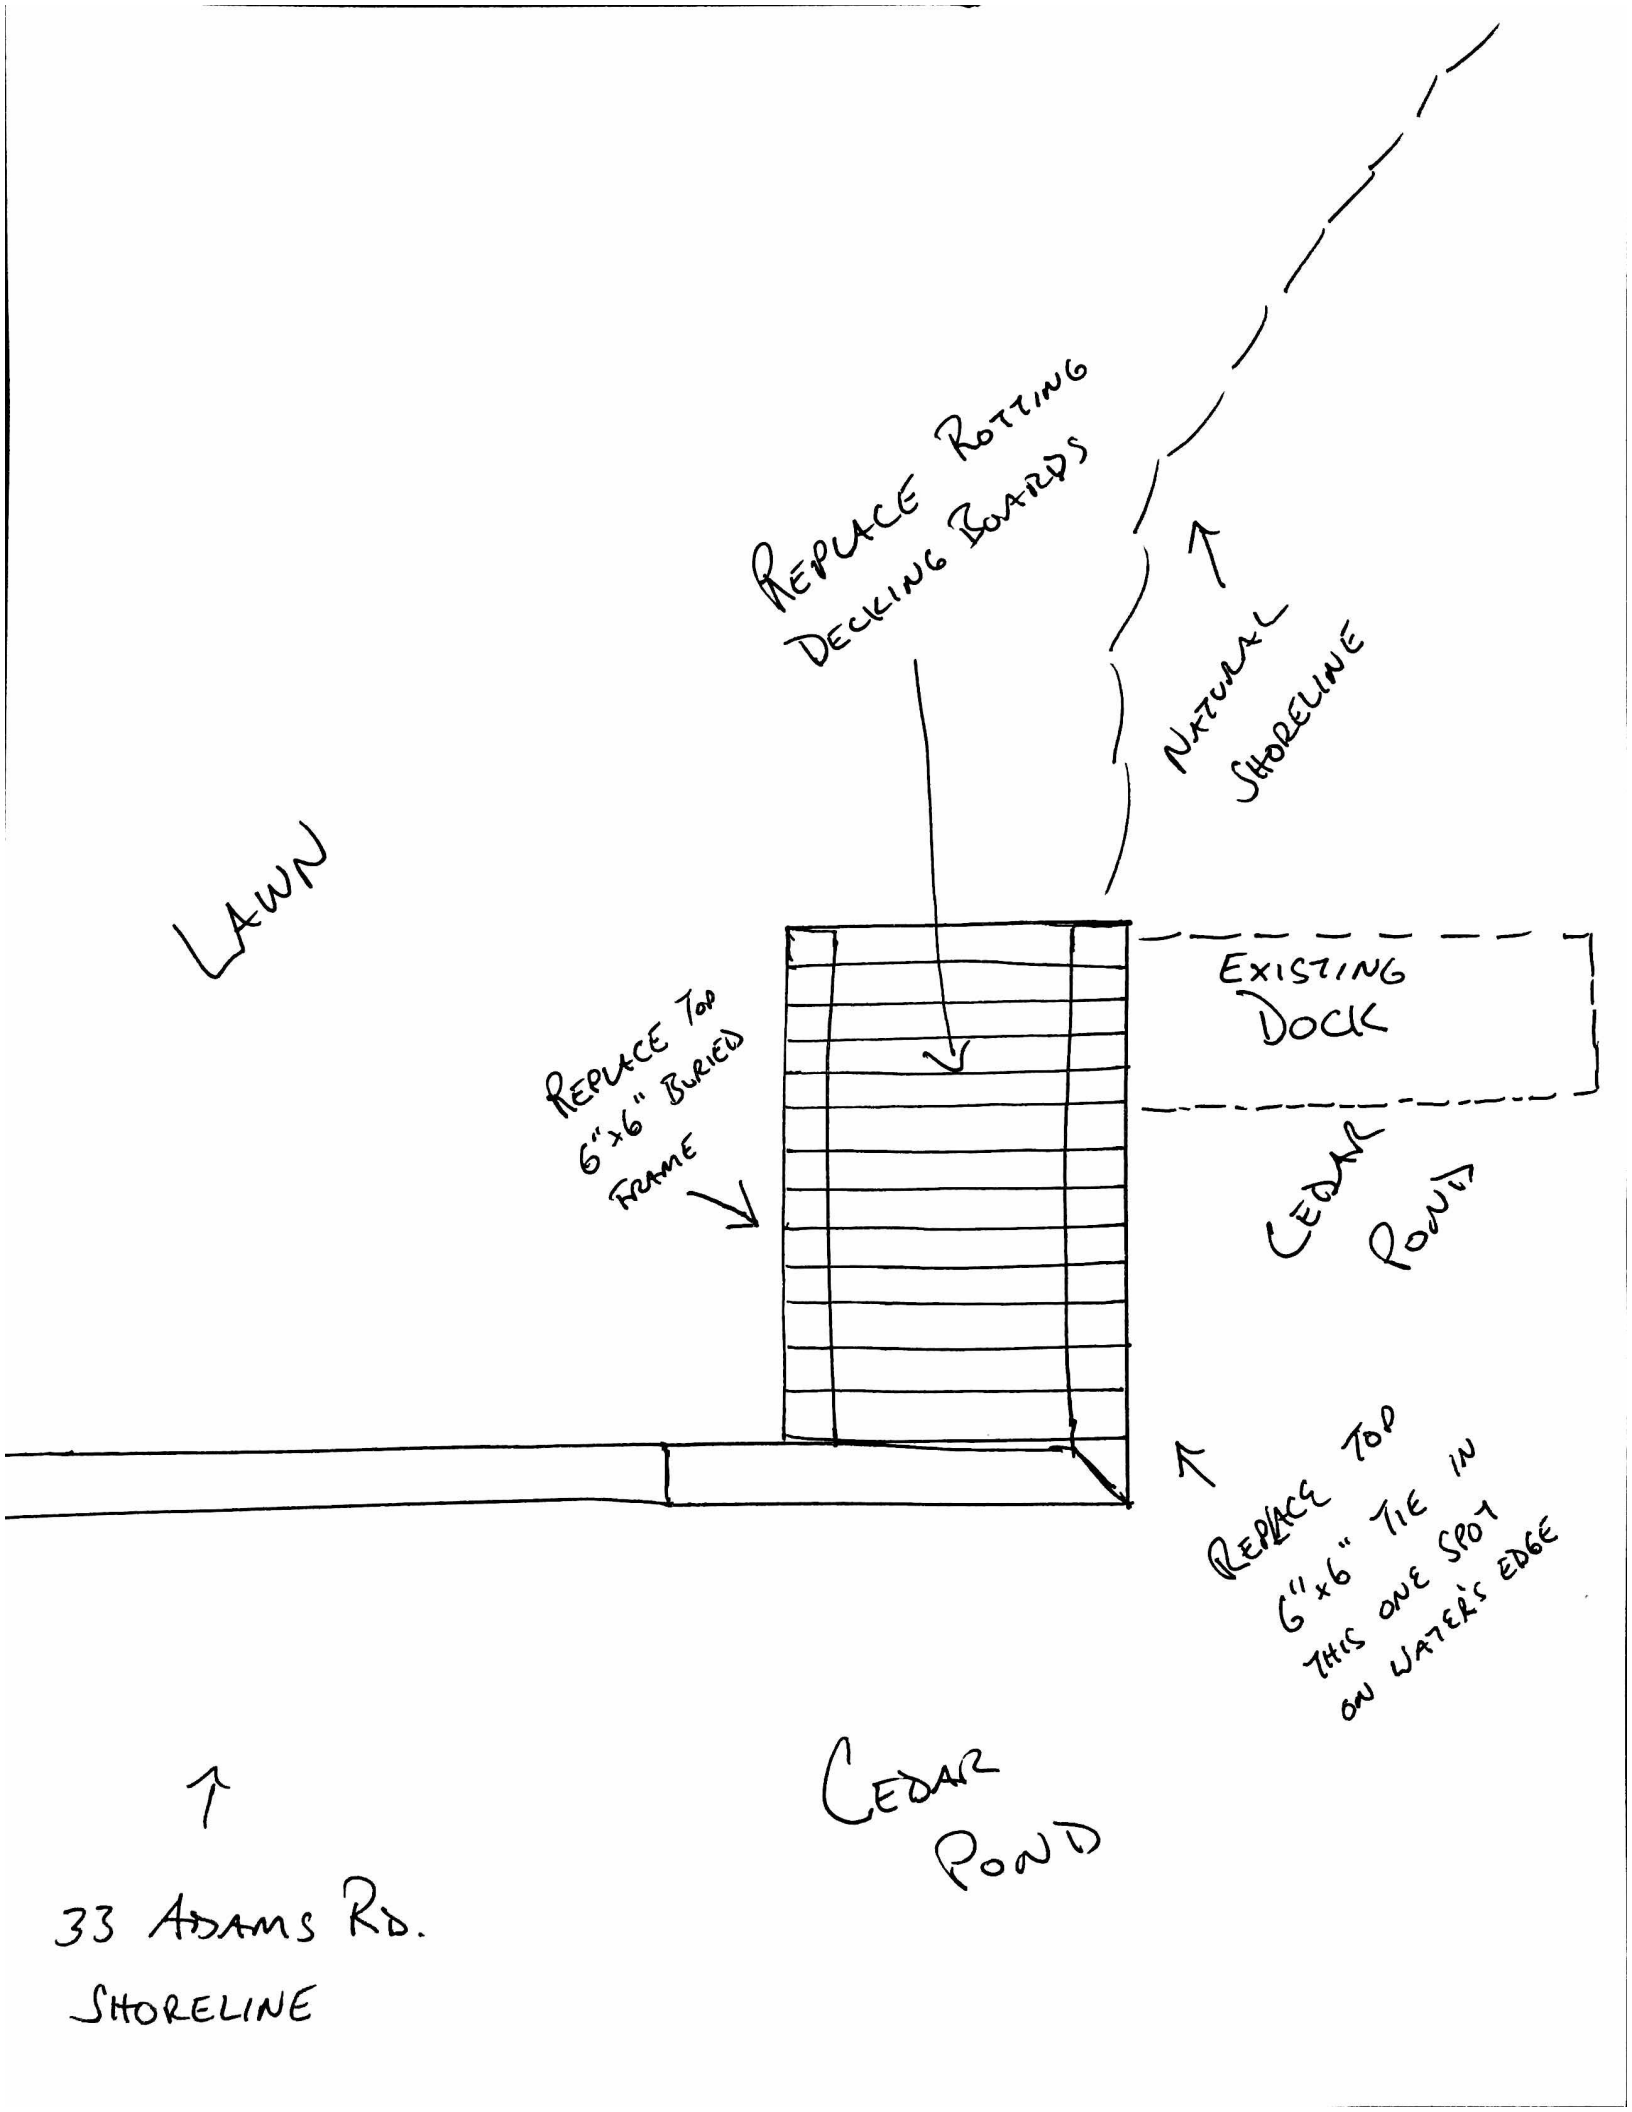 REPLACE ROTTING
DECKING BOARDS
NATURAL
SHORELINE
LAWN
EXISTING
DOCK
REPLACE TOP
6"x6" BURIED
FRAME
CEDAR
POND
REPLACE TOP
6"x6" TIE IN
THIS ONE SPOT
ON WATER'S EDGE
CEDAR
POND
33 ADAMS RD.
SHORELINE